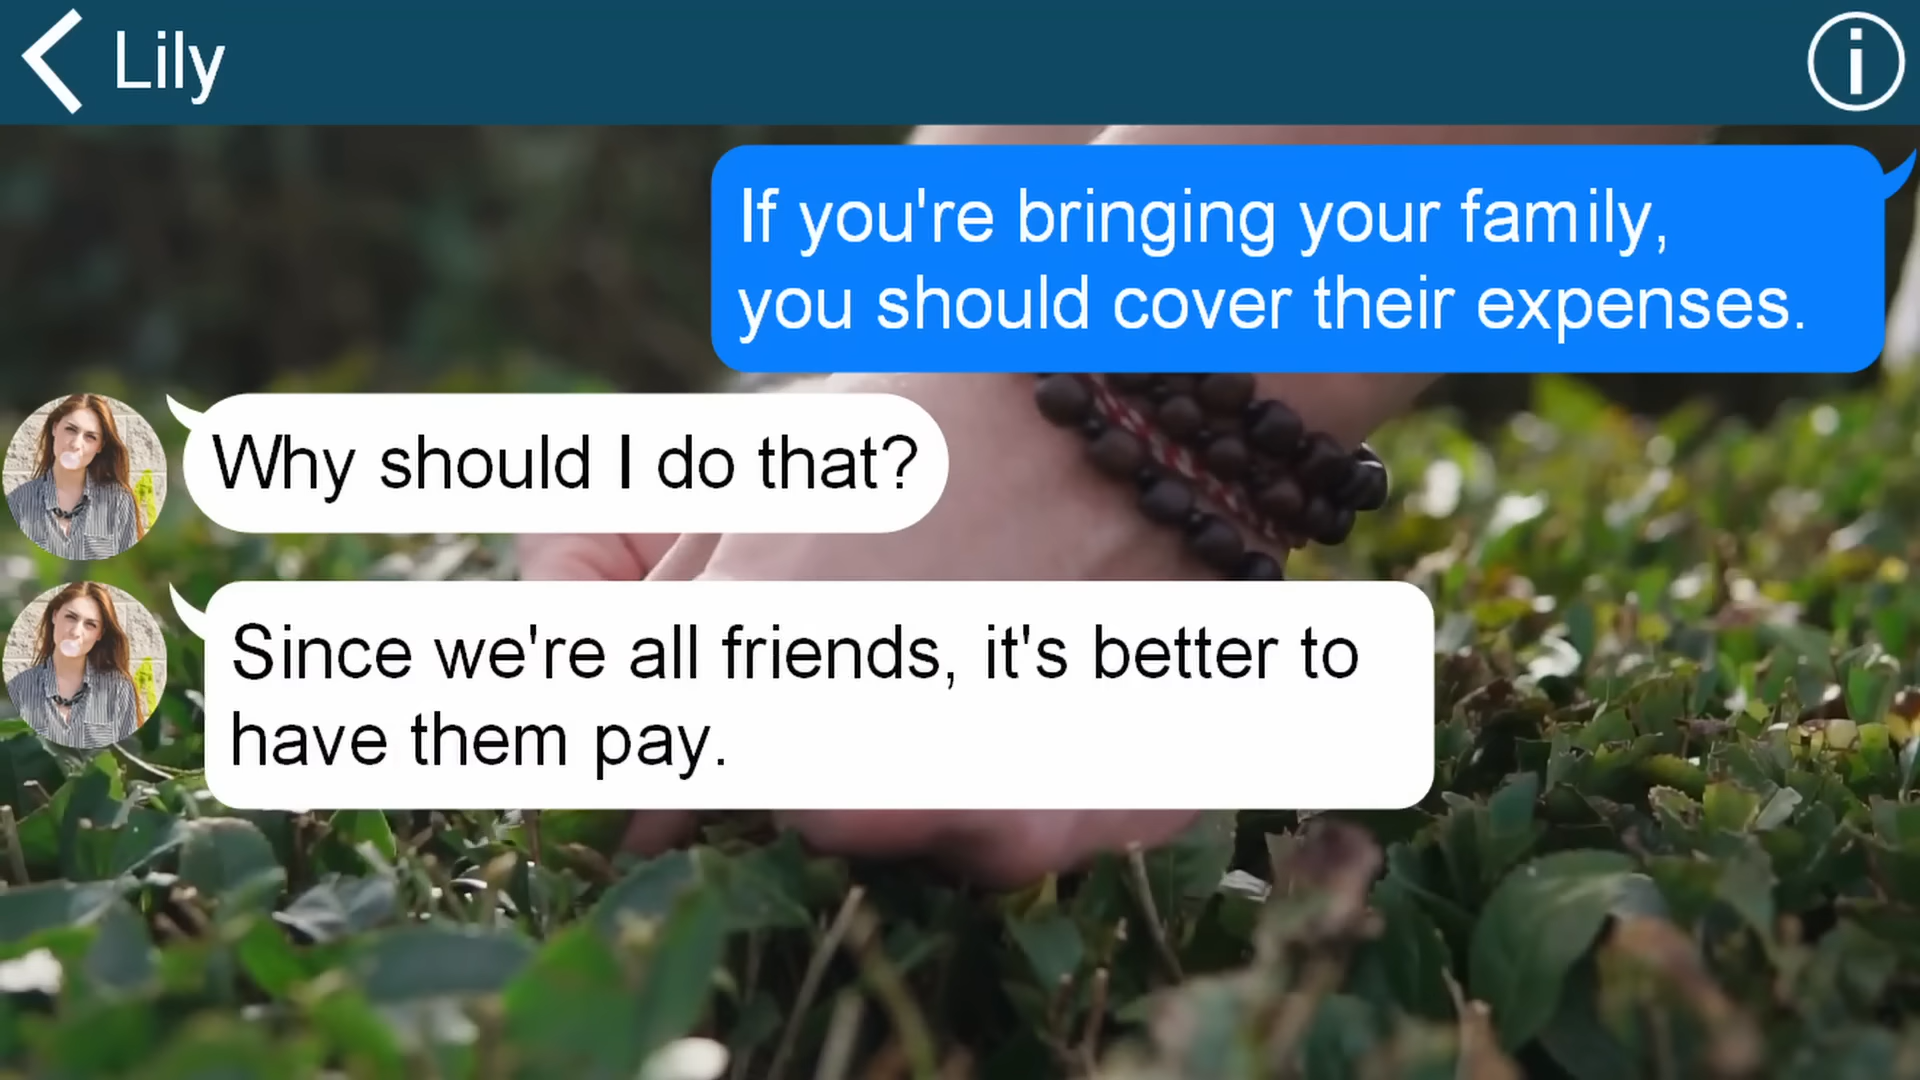 Lily
If you're bringing your family,
you should cover their expenses.
Why should I do that?
Since we're all friends, it's better to
have them pay.